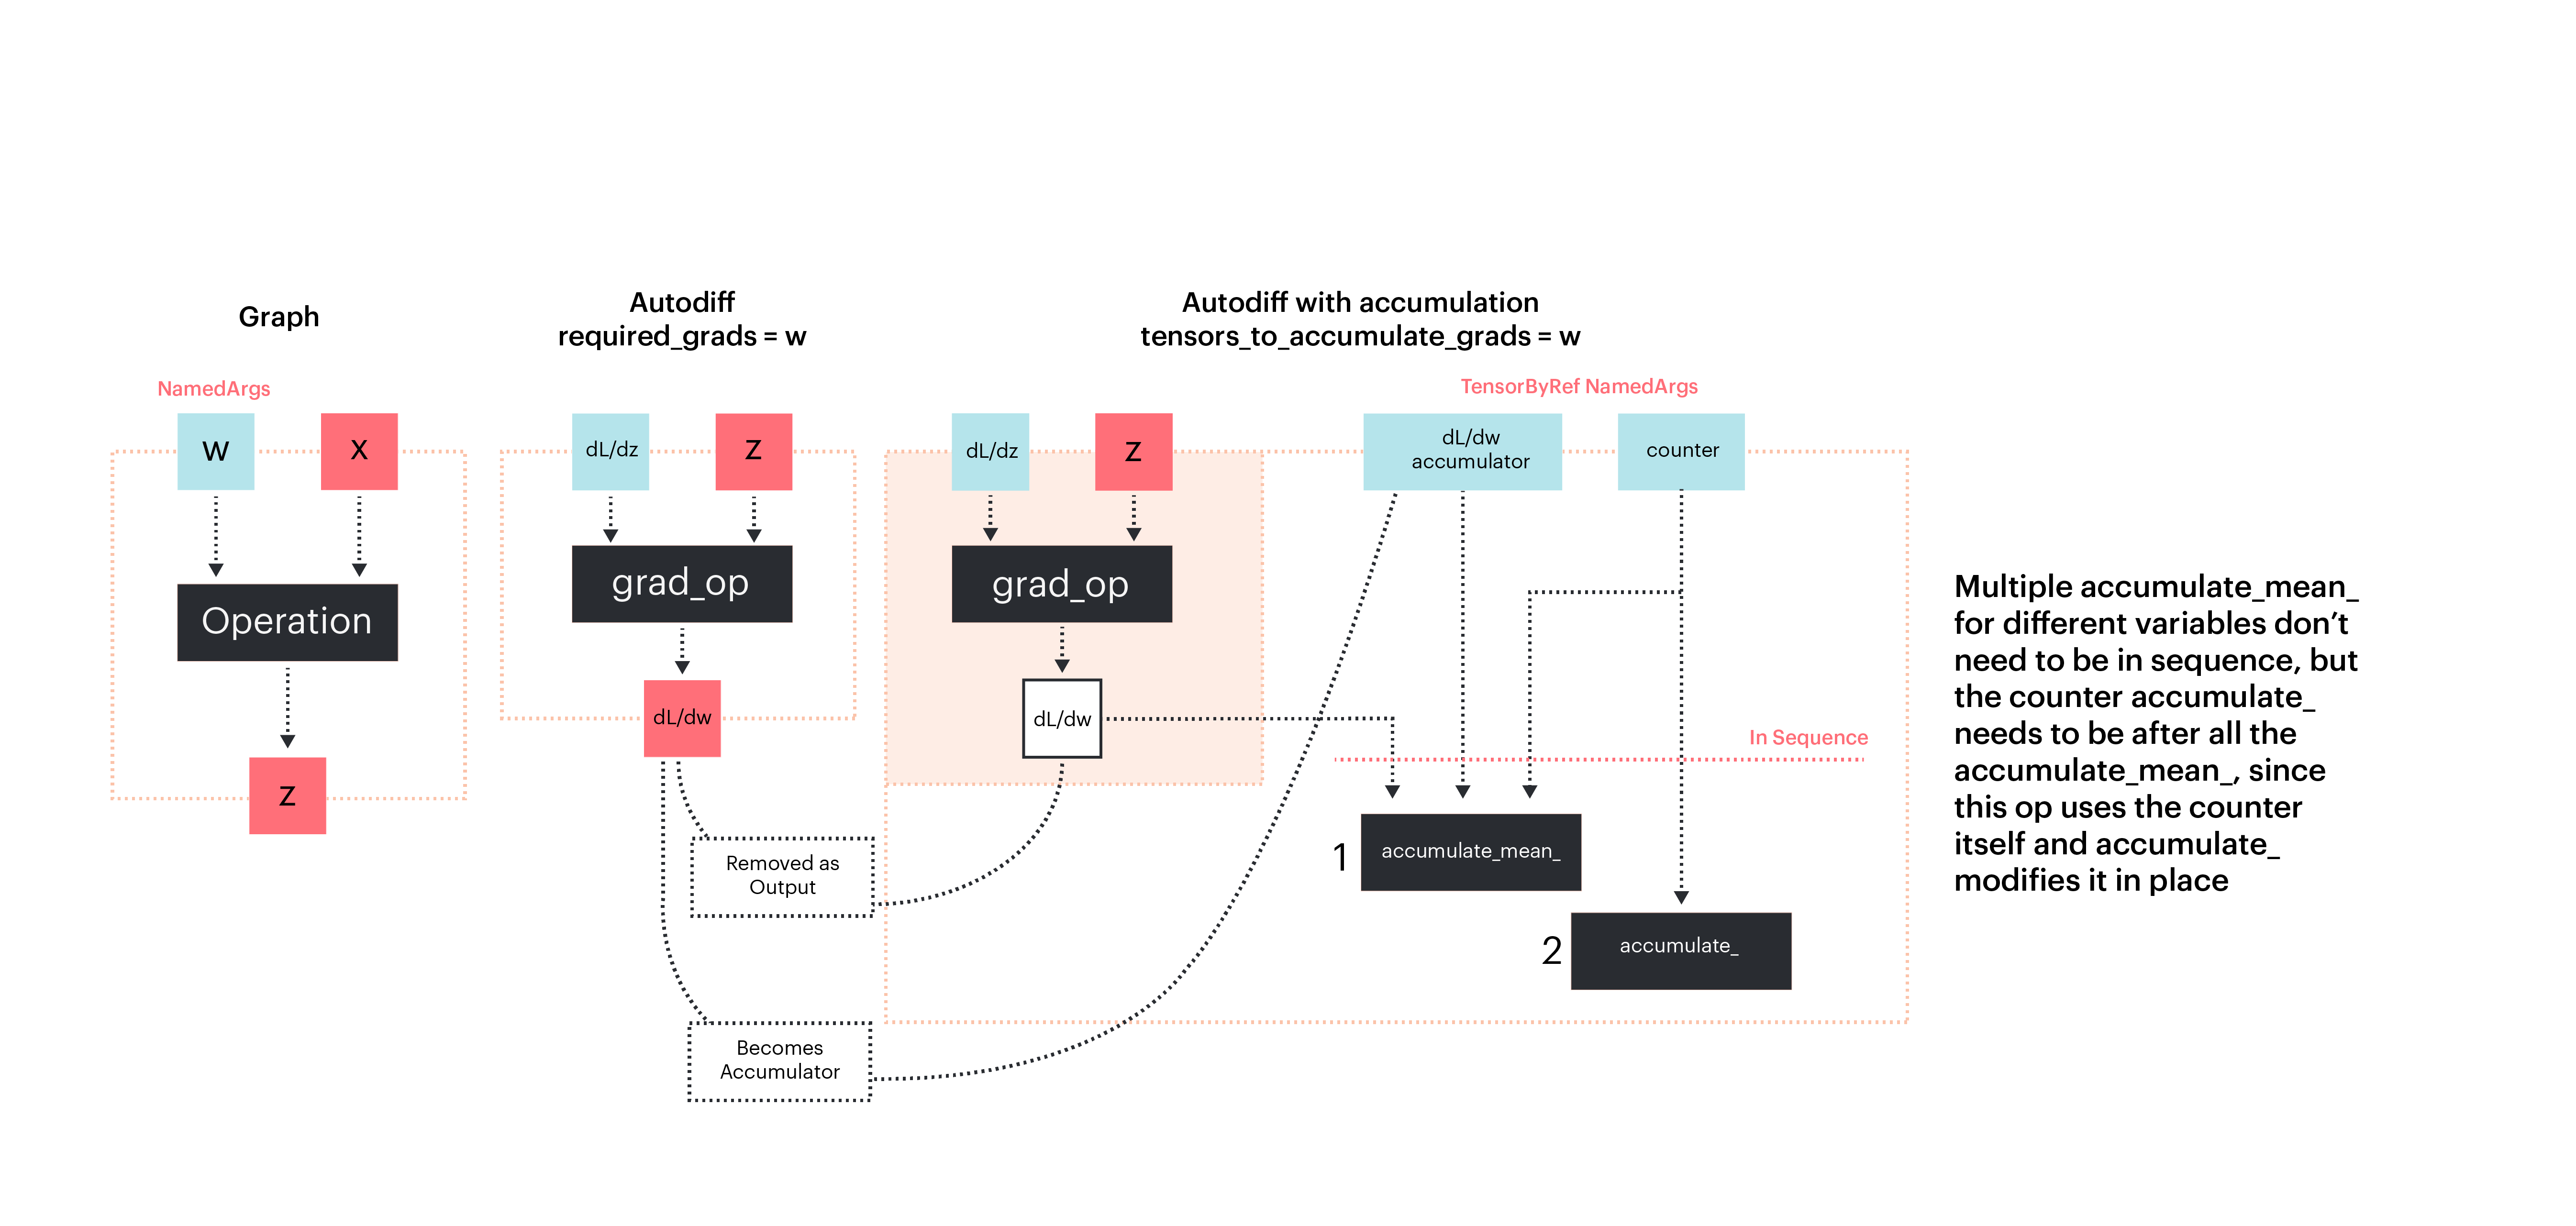 Graph
NamedArgs
w
x
Operation
z
Autodiff
required_grads = w
dL/dz
z
grad_op
dL/dw
Removed as
Output
Becomes
Accumulator
Autodiff with accumulation
tensors_to_accumulate_grads = w
TensorByRef NamedArgs
dL/dz
z
dL/dw
accumulator
counter
grad_op
dL/dw
In Sequence
1
accumulate_mean_
2
accumulate_
Multiple accumulate_mean_
for different variables don’t
need to be in sequence, but
the counter accumulate_
needs to be after all the
accumulate_mean_, since
this op uses the counter
itself and accumulate_
modifies it in place